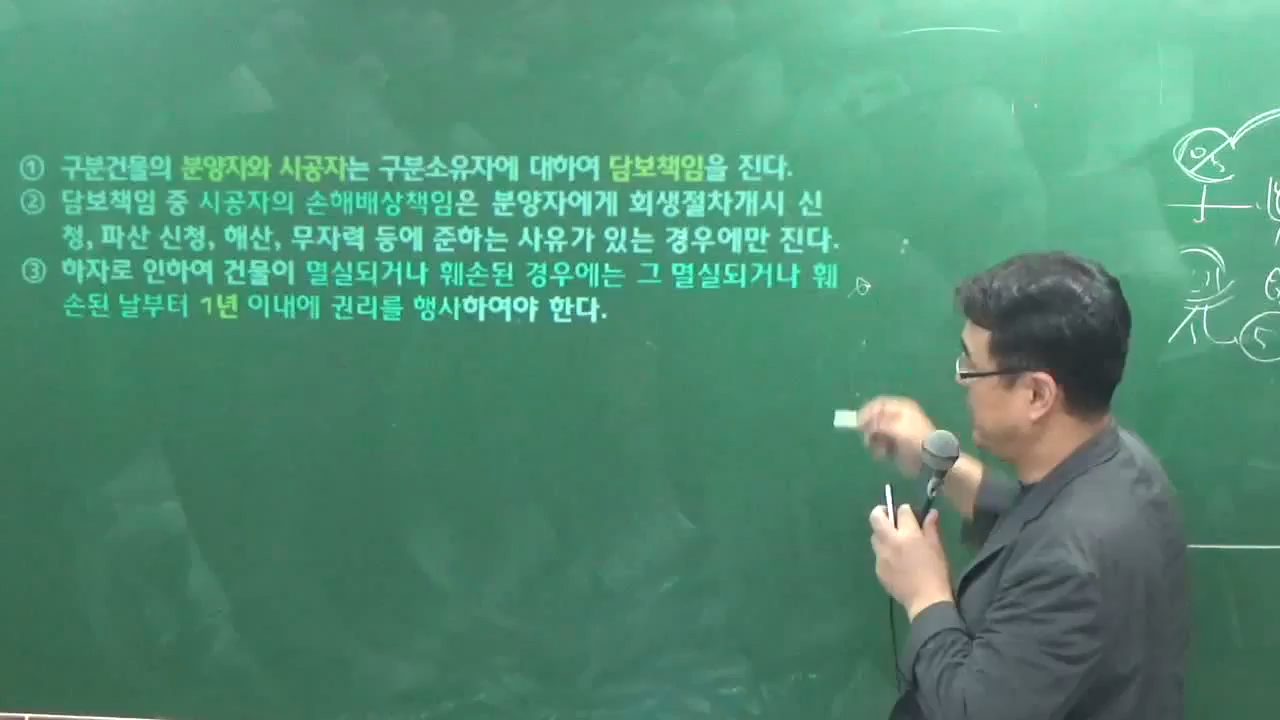 ① 구분건물의 분양자와 시공자는 구분소유자에 대하여 담보책임을 진다.
② 담보책임 중 시공자의 손해배상책임은 분양자에게 회생절차개시 신
청, 파산 신청, 해산, 무자력 등에 준하는 사유가 있는 경우에만 진다.
③ 하자로 인하여 건물이 멸실되거나 훼손된 경우에는 그 멸실되거나 훼
손된 날부터 1년 이내에 권리를 행사하여야 한다.